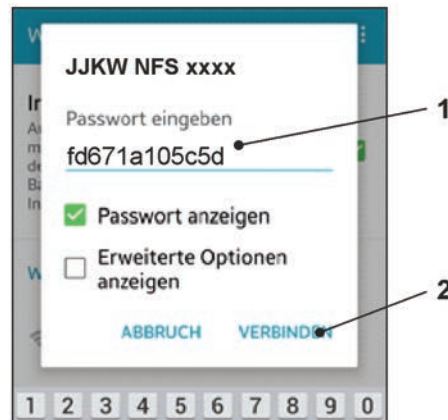 W
JJKW NFS xxxx
In
Passwort eingeben
1
fd671a105c5d
Passwort anzeigen
Erweiterte Optionen
anzeigen
W
2
ABBRUCH VERBINDEN
1 2 3 4 5 6 7 8 9 0